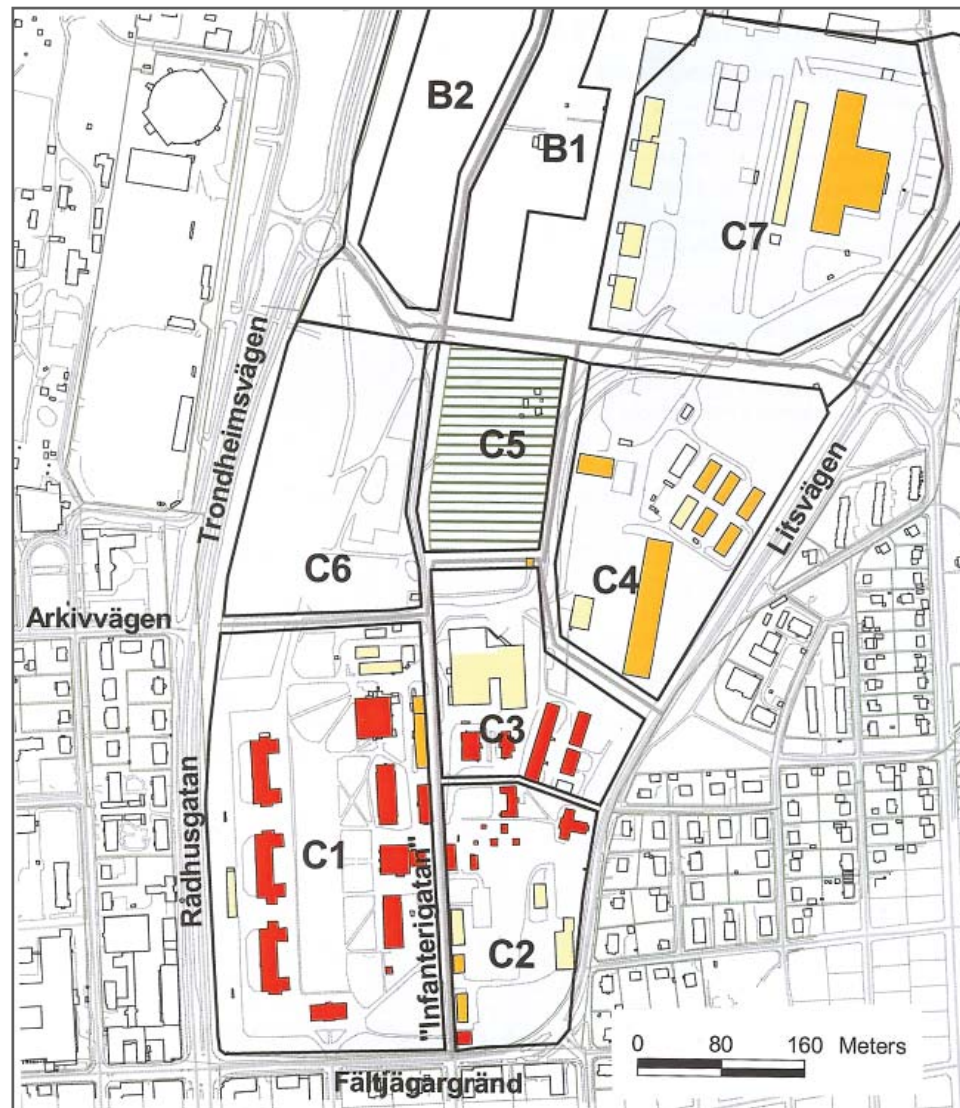 B2
B1
C7
Trondheimsvägen
C5
Litsvägen
C6
C4
Arkivvägen
C3
Rådhusgatan
C1
"Infanterigatan"
C2
0 80 160 Meters
Fältjägargränd